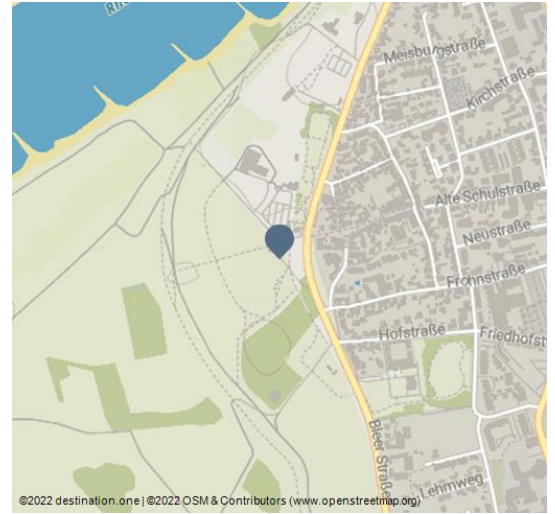 Meisburgstraße
Kirchstraße
Alte Schulstraße
Neustraße
Frohnstraße
Hofstraße
Bleer Straße
Lehmweg
©2022 destination.one | ©2022 OSM & Contributors (www.openstreetmap.org)